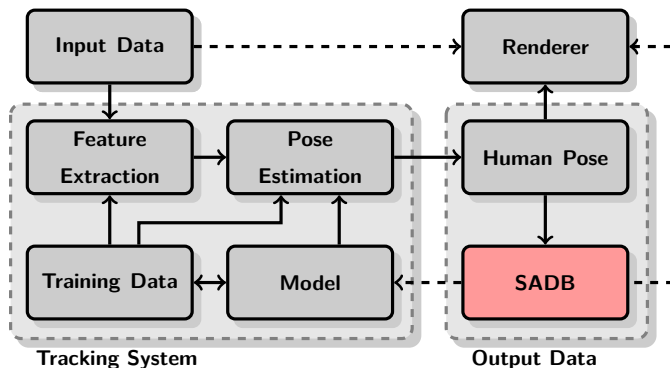 Input Data
Renderer
Feature
Extraction
Pose
Estimation
Human Pose
Training Data
Model
SADB
Tracking System
Output Data